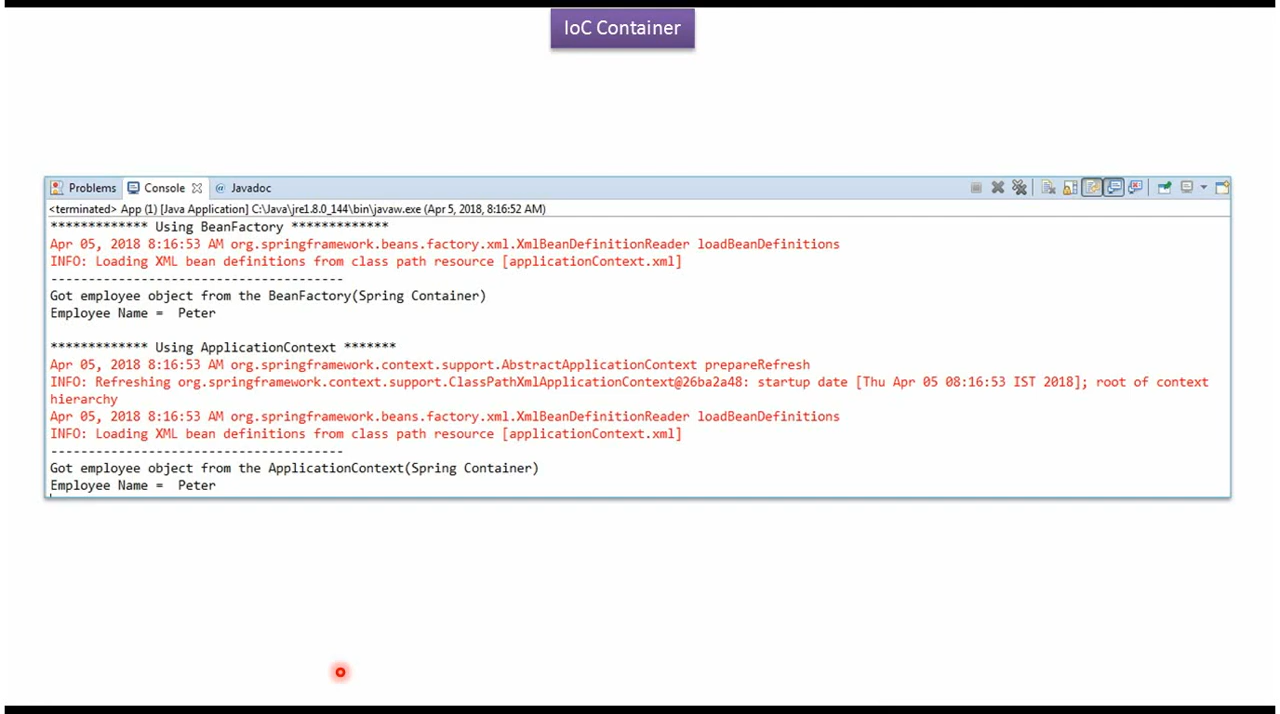 IoC Container
Problems Console Javadoc
<terminated> App (1) [Java Application] C:\Java\jre1.8.0_144\bin\javaw.exe (Apr 5, 2018, 8:16:52 AM)
************* Using BeanFactory *************
Apr 05, 2018 8:16:53 AM org.springframework.beans.factory.xml.XmlBeanDefinitionReader loadBeanDefinitions
INFO: Loading XML bean definitions from class path resource [applicationContext.xml]
---------------------------------------
Got employee object from the BeanFactory(Spring Container)
Employee Name =  Peter
************* Using ApplicationContext *******
Apr 05, 2018 8:16:53 AM org.springframework.context.support.AbstractApplicationContext prepareRefresh
INFO: Refreshing org.springframework.context.support.ClassPathXmlApplicationContext@26ba2a48: startup date [Thu Apr 05 08:16:53 IST 2018]; root of context
hierarchy
Apr 05, 2018 8:16:53 AM org.springframework.beans.factory.xml.XmlBeanDefinitionReader loadBeanDefinitions
INFO: Loading XML bean definitions from class path resource [applicationContext.xml]
---------------------------------------
Got employee object from the ApplicationContext(Spring Container)
Employee Name =  Peter